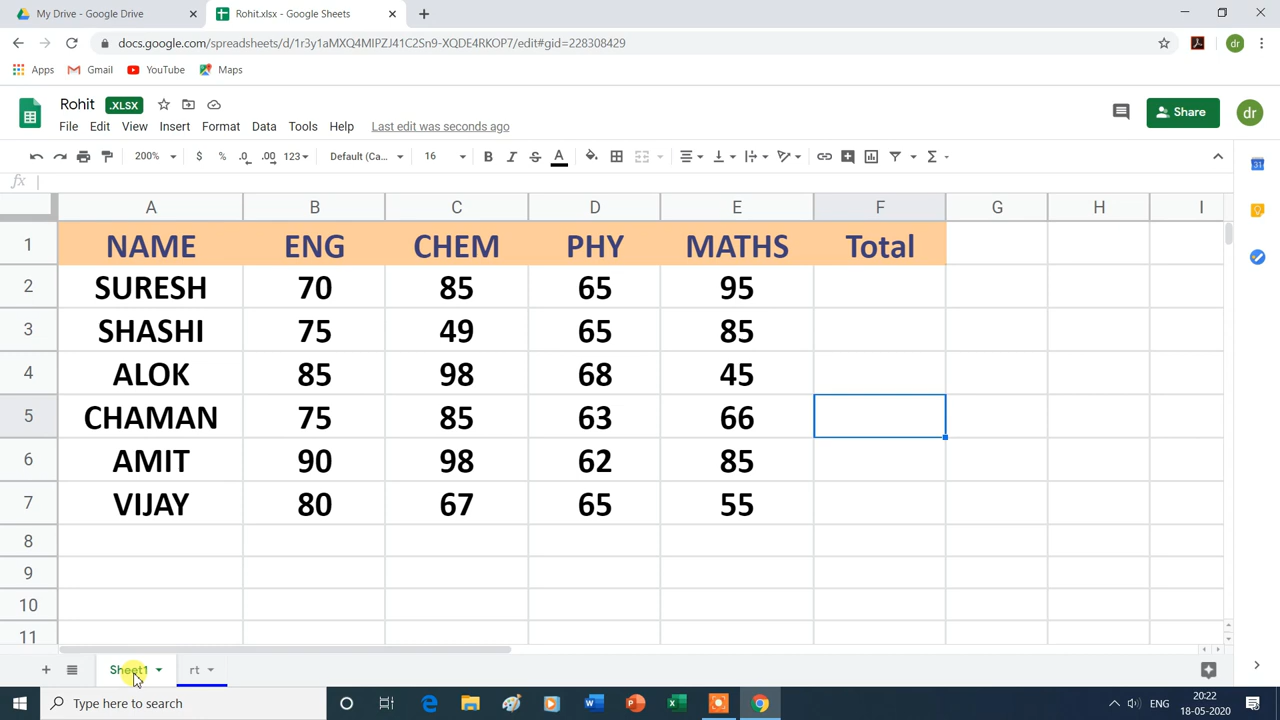 My Drive - Google Drive
Rohit.xlsx - Google Sheets
docs.google.com/spreadsheets/d/1r3y1aMXQ4MIPZJ41C2Sn9-XQDE4RKOP7/edit#gid=228308429
dr
Apps Gmail YouTube Maps
Rohit .XLSX
File Edit View Insert Format Data Tools Help Last edit was seconds ago
Share
dr
200% $ % .0 .00 123 Default (Ca... 16 B I S A Σ
fx
31
A B C D E F G H I
1 NAME ENG CHEM PHY MATHS Total
2 SURESH 70 85 65 95
3 SHASHI 75 49 65 85
4 ALOK 85 98 68 45
5 CHAMAN 75 85 63 66
6 AMIT 90 98 62 85
7 VIJAY 80 67 65 55
8
9
10
11
Sheet1 rt
Type here to search
ENG
20:22
18-05-2020